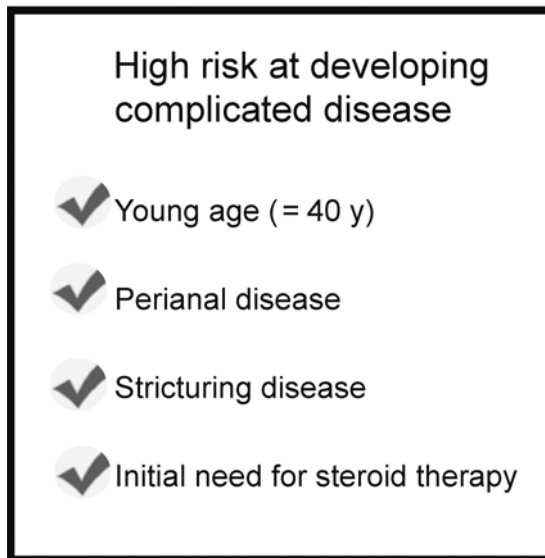 High risk at developing
complicated disease
Young age (= 40 y)
Perianal disease
Stricturing disease
Initial need for steroid therapy